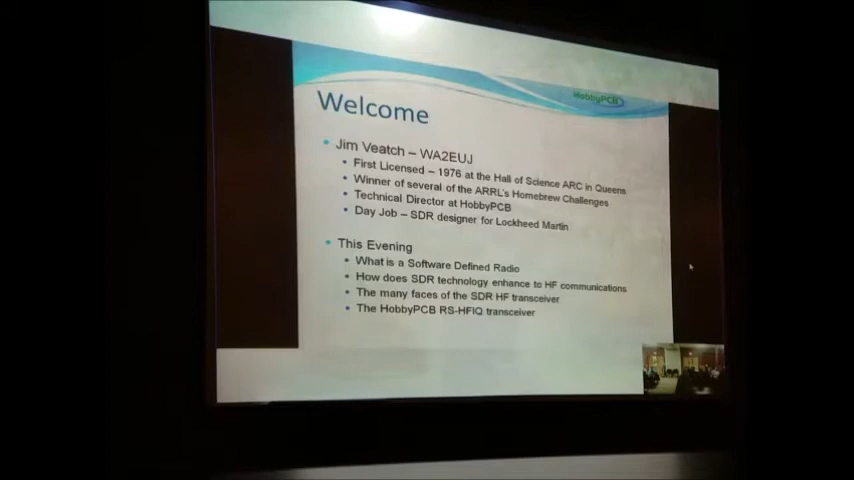 HobbyPCB
Welcome
• Jim Veatch – WA2EUJ
• First Licensed – 1976 at the Hall of Science ARC in Queens
• Winner of several of the ARRL's Homebrew Challenges
• Technical Director at HobbyPCB
• Day Job – SDR designer for Lockheed Martin
• This Evening
• What is a Software Defined Radio
• How does SDR technology enhance to HF communications
• The many faces of the SDR HF transceiver
• The HobbyPCB RS-HFIQ transceiver